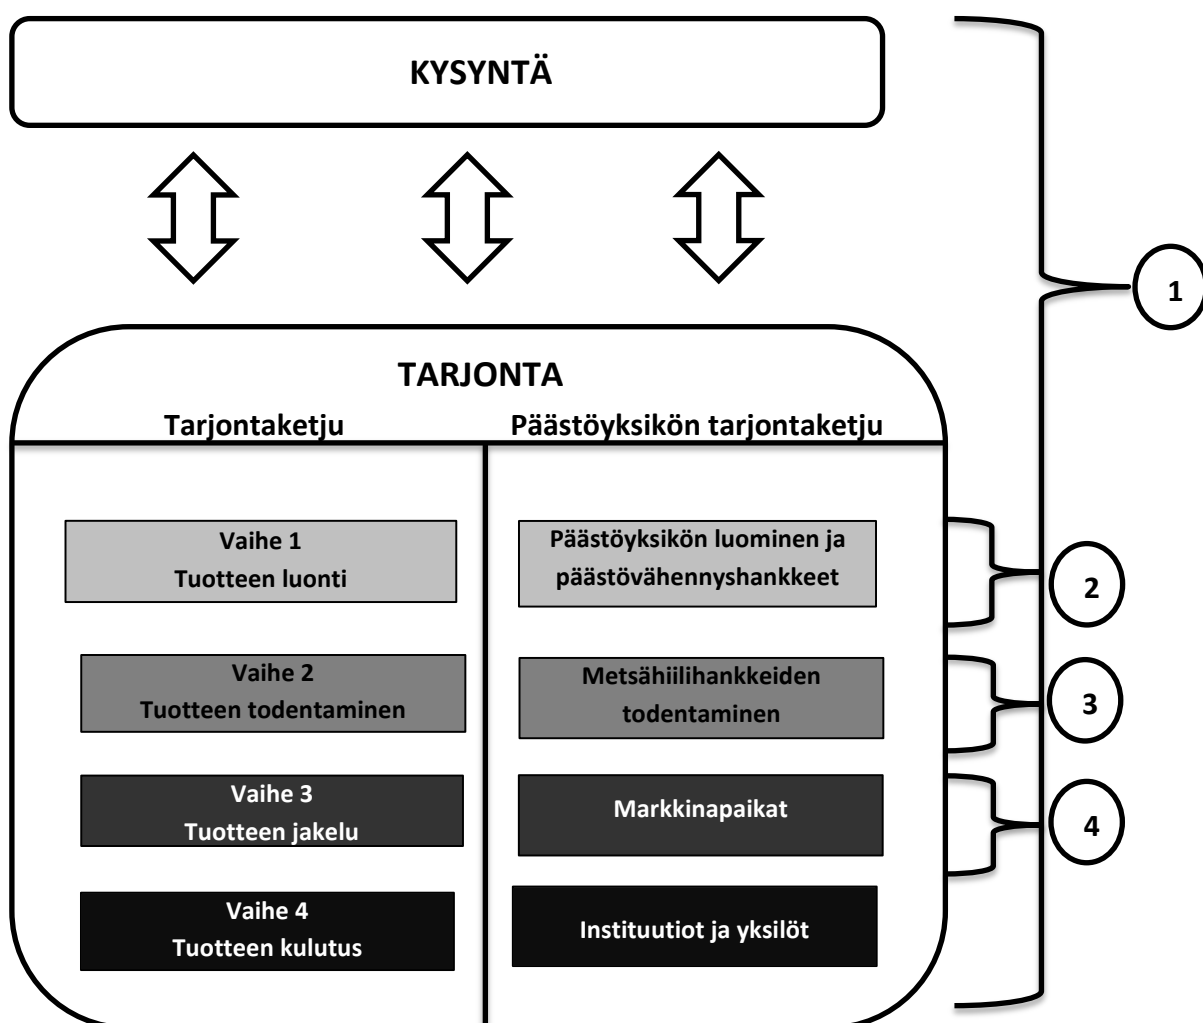 KYSYNTÄ
1
TARJONTA
Tarjontaketju
Päästöyksikön tarjontaketju
Vaihe 1
Tuotteen luonti
Päästöyksikön luominen ja
päästövähennyshankkeet
2
Vaihe 2
Tuotteen todentaminen
Metsähiilihankkeiden
todentaminen
3
Vaihe 3
Tuotteen jakelu
Markkinapaikat
4
Vaihe 4
Tuotteen kulutus
Instituutiot ja yksilöt